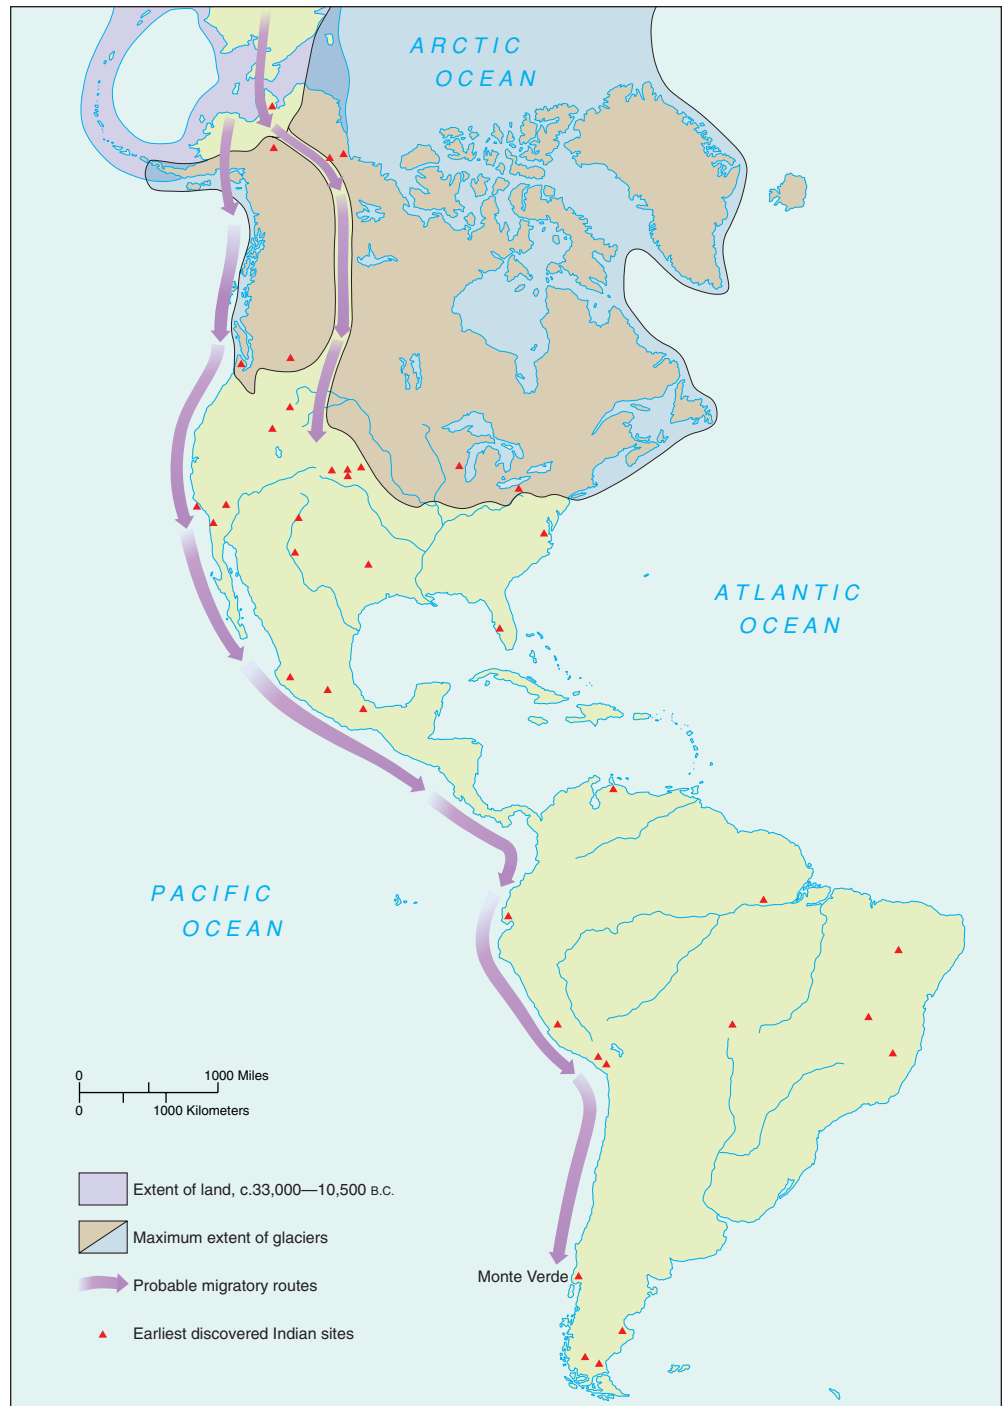 ARCTIC
OCEAN
ATLANTIC
OCEAN
PACIFIC
OCEAN
0 1000 Miles
0 1000 Kilometers
Extent of land, c.33,000—10,500 B.C.
Maximum extent of glaciers
Probable migratory routes
Monte Verde
Earliest discovered Indian sites